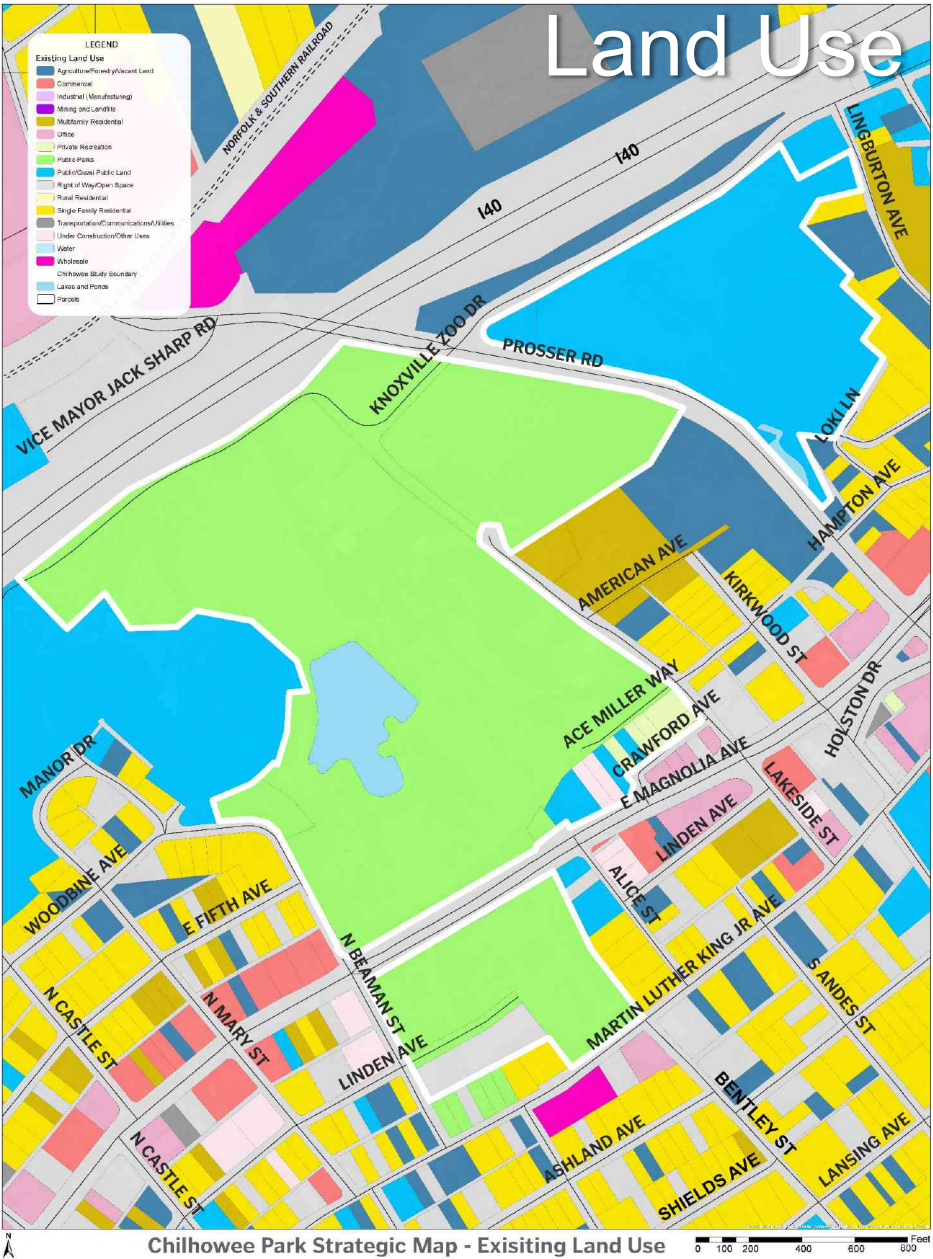 Land Use
LEGEND
Existing Land Use
Agriculture/Forestry/Vacant Land
Commercial
Industrial (Manufacturing)
Mining and Landfills
Multifamily Residential
Office
Private Recreation
Public Parks
Public/Quasi Public Land
Right of Way/Open Space
Rural Residential
Single Family Residential
Transportation/Communications/Utilities
Under Construction/Other Uses
Water
Wholesale
Chilhowee Study Boundary
Lakes and Ponds
Parcels
NORFOLK & SOUTHERN RAILROAD
I40
I40
LINGBURTON AVE
VICE MAYOR JACK SHARP RD
KNOXVILLE ZOO DR
PROSSER RD
LOKI LN
HAMPTON AVE
AMERICAN AVE
KIRKWOOD ST
HOLSTON DR
ACE MILLER WAY
CRAWFORD AVE
E MAGNOLIA AVE
MANOR DR
LAKESIDE ST
LINDEN AVE
ALICE ST
WOODBINE AVE
E FIFTH AVE
MARTIN LUTHER KING JR AVE
N BEAMAN ST
S ANDES ST
N CASTLE ST
N MARY ST
LINDEN AVE
BENTLEY ST
N CASTLE ST
ASHLAND AVE
SHIELDS AVE
LANSING AVE
N
Chilhowee Park Strategic Map - Exisiting Land Use
Feet
0 100 200 400 600 800